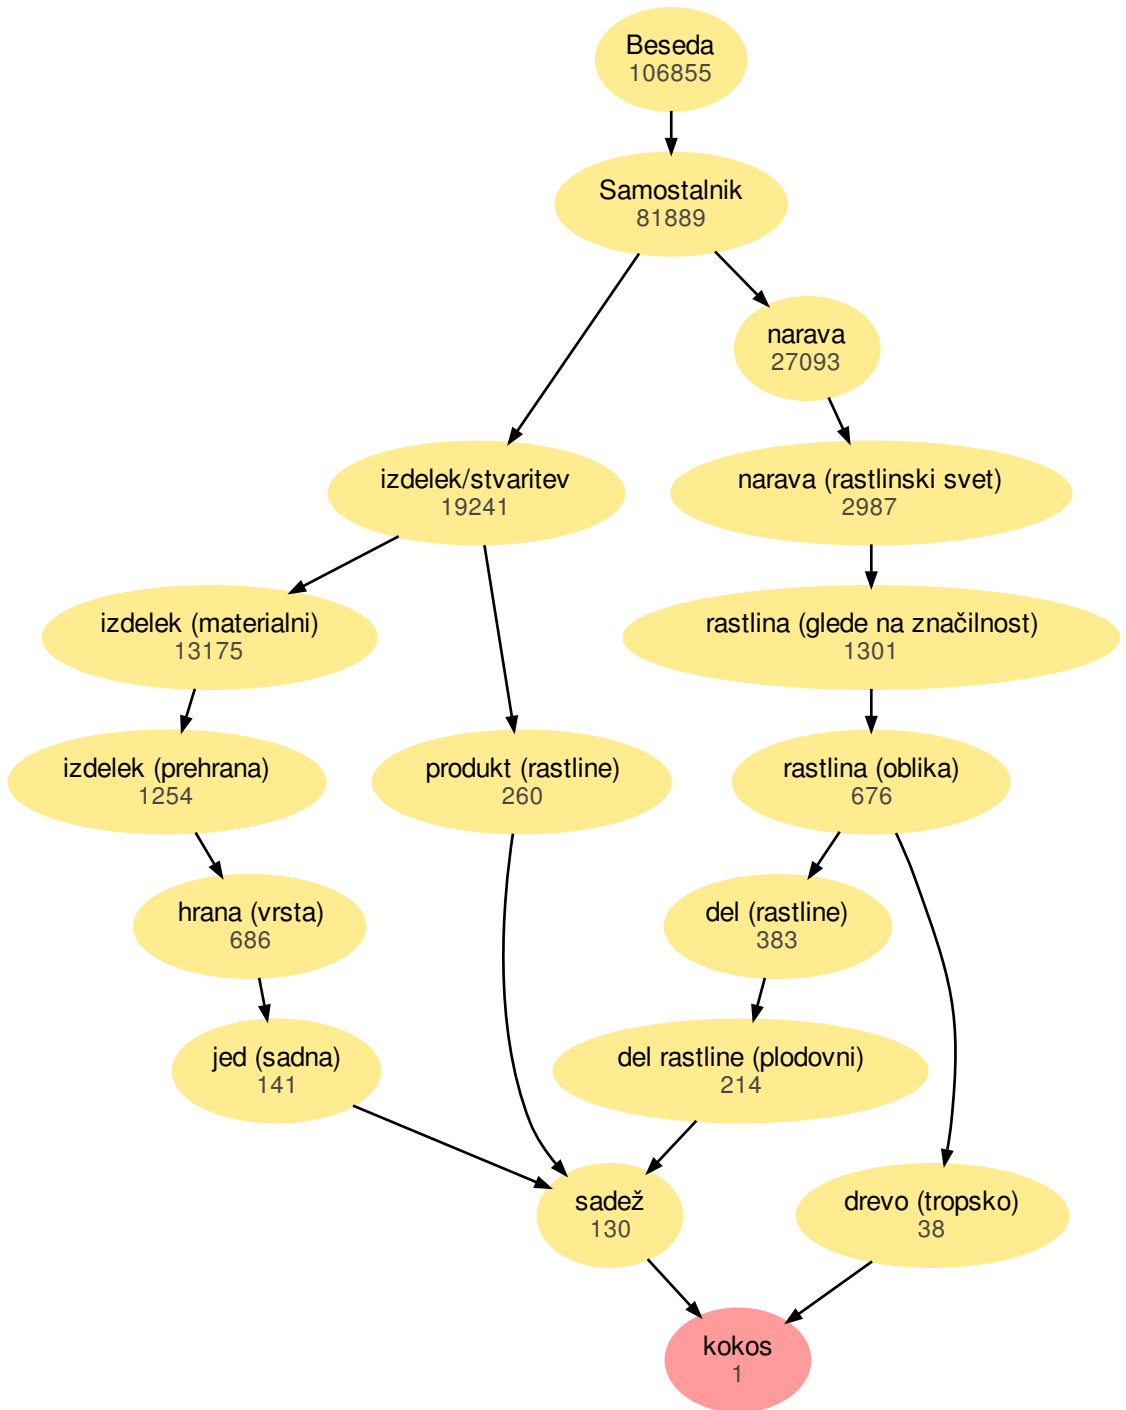 Beseda
106855
Samostalnik
81889
narava
27093
izdelek/stvaritev
19241
narava (rastlinski svet)
2987
izdelek (materialni)
13175
rastlina (glede na značilnost)
1301
izdelek (prehrana)
1254
produkt (rastline)
260
rastlina (oblika)
676
hrana (vrsta)
686
del (rastline)
383
jed (sadna)
141
del rastline (plodovni)
214
sadež
130
drevo (tropsko)
38
kokos
1